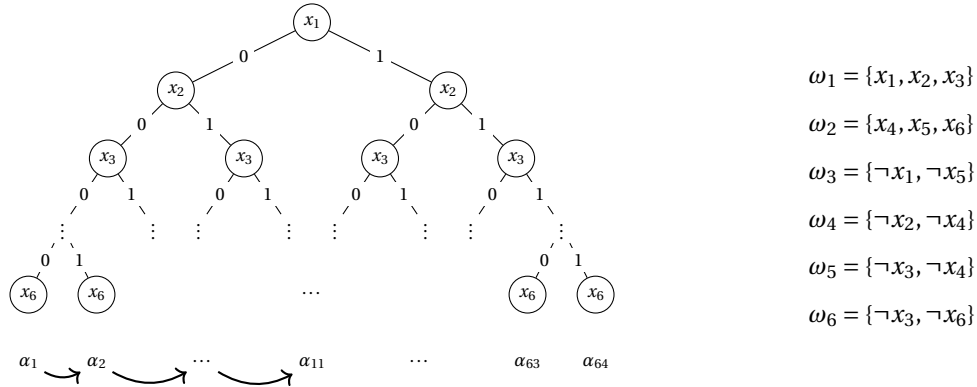 x₁
0 1
x₂ x₂
0 1 0 1
x₃ x₃ x₃ x₃
0 1 0 1 0 1 0 1
⋮ ⋮ ⋮ ⋮ ⋮ ⋮ ⋮ ⋮
0 1 0 1
x₆ x₆ ... x₆ x₆
α₁ α₂ ... α₁₁ ... α₆₃ α₆₄
ω₁ = {x₁, x₂, x₃}
ω₂ = {x₄, x₅, x₆}
ω₃ = {¬x₁, ¬x₅}
ω₄ = {¬x₂, ¬x₄}
ω₅ = {¬x₃, ¬x₄}
ω₆ = {¬x₃, ¬x₆}